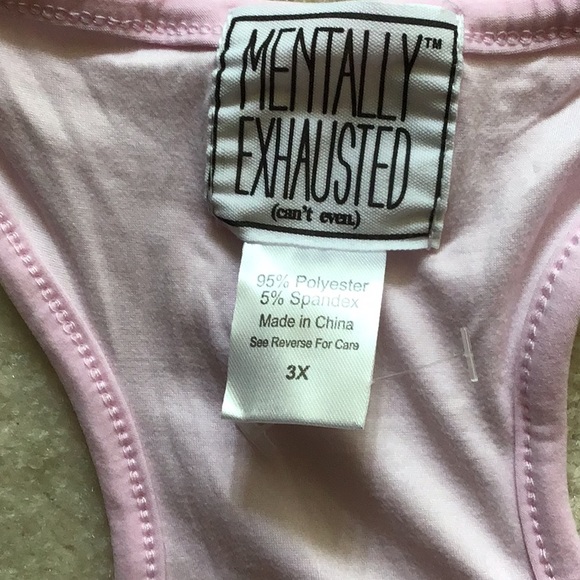 MENTALLY™
EXHAUSTED
(can't even.)
95% Polyester
5% Spandex
Made in China
See Reverse For Care
3X